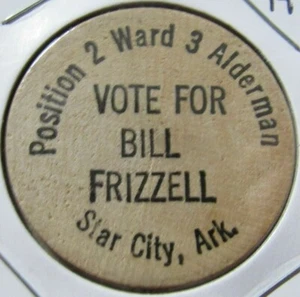 Position 2 Ward 3 Alderman
VOTE FOR
BILL
FRIZZELL
Star City, Ark.